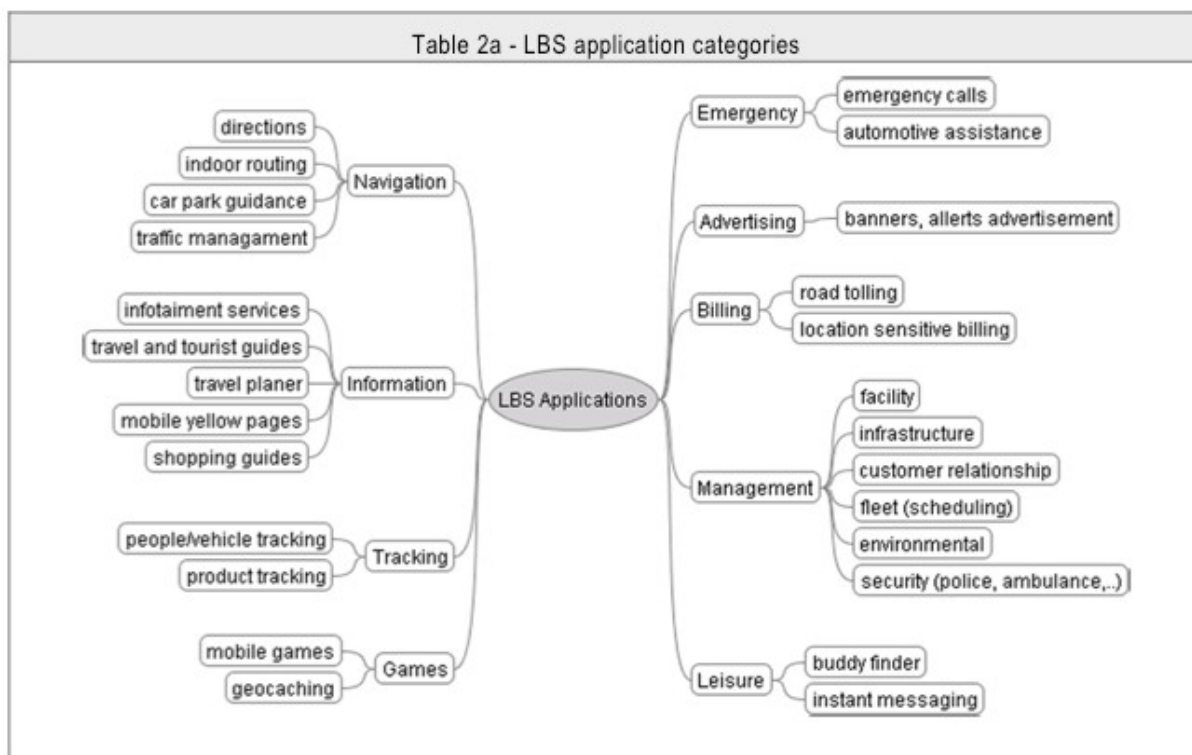 Table 2a - LBS application categories
directions
indoor routing
car park guidance
traffic managament
Navigation
infotaiment services
travel and tourist guides
travel planer
mobile yellow pages
shopping guides
Information
people/vehicle tracking
product tracking
Tracking
mobile games
geocaching
Games
LBS Applications
Emergency
emergency calls
automotive assistance
Advertising
banners, allerts advertisement
Billing
road tolling
location sensitive billing
Management
facility
infrastructure
customer relationship
fleet (scheduling)
environmental
security (police, ambulance,..)
Leisure
buddy finder
instant messaging